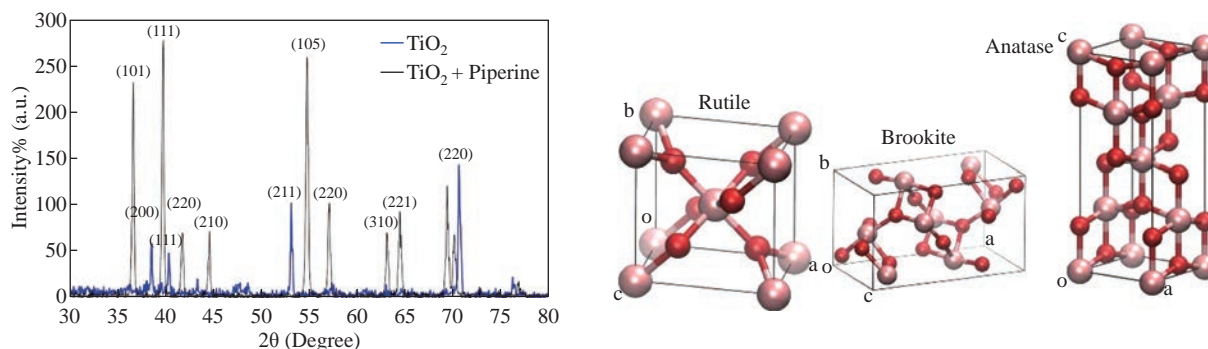 300
250
200
150
100
50
0
Intensity% (a.u.)
(101)
(111)
(200)
(111)
(220)
(210)
(211)
(105)
(220)
(310)
(221)
(220)
TiO₂
TiO₂ + Piperine
30 35 40 45 50 55 60 65 70 75 80
2θ (Degree)
Rutile
b
o
a
c
Brookite
b
a
o
c
Anatase
c
o
a